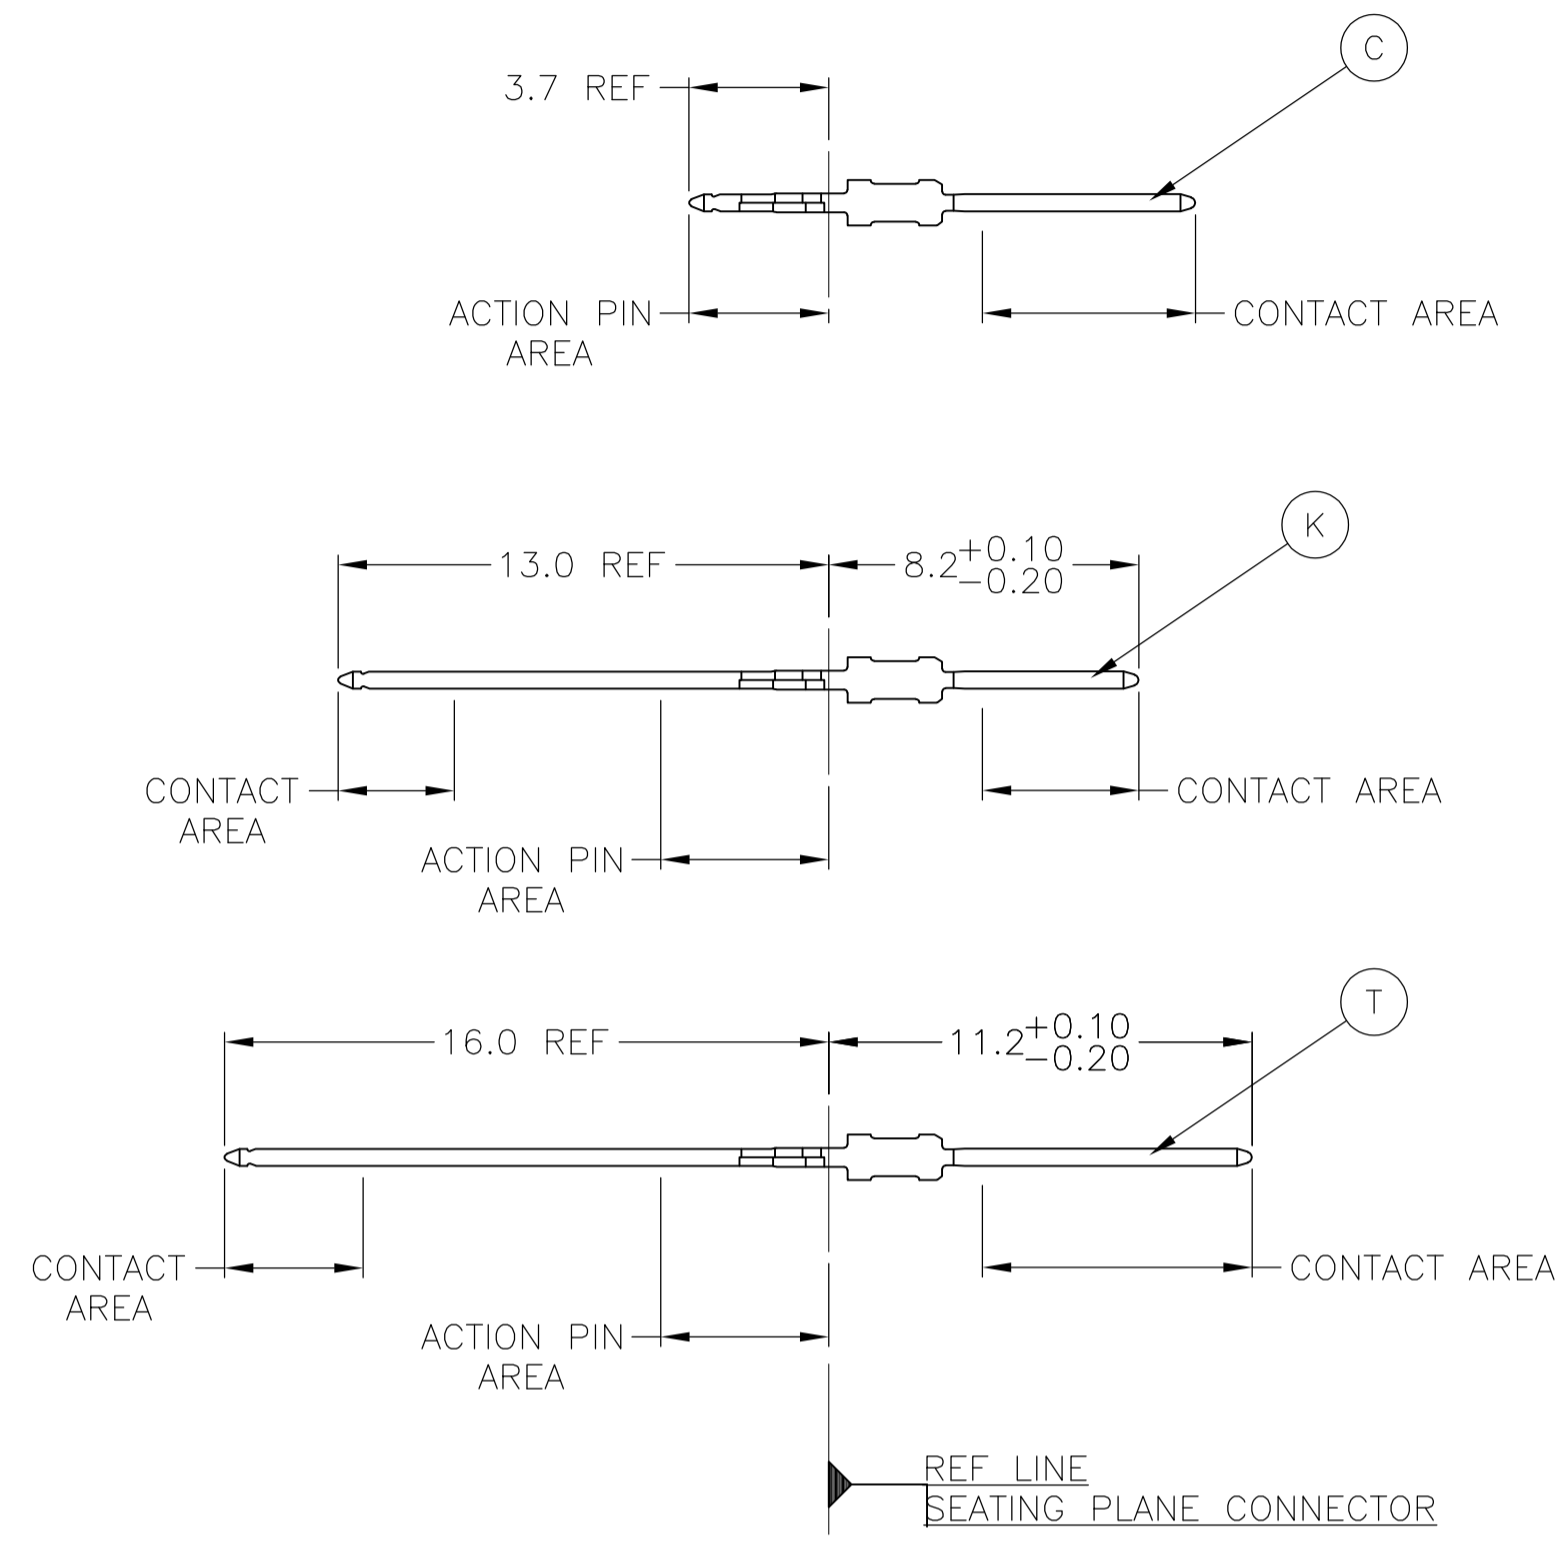 C
3.7 REF
ACTION PIN
AREA
CONTACT AREA
K
13.0 REF
8.2 +0.10
-0.20
CONTACT
AREA
CONTACT AREA
ACTION PIN
AREA
T
16.0 REF
11.2 +0.10
-0.20
CONTACT
AREA
CONTACT AREA
ACTION PIN
AREA
REF LINE
SEATING PLANE CONNECTOR